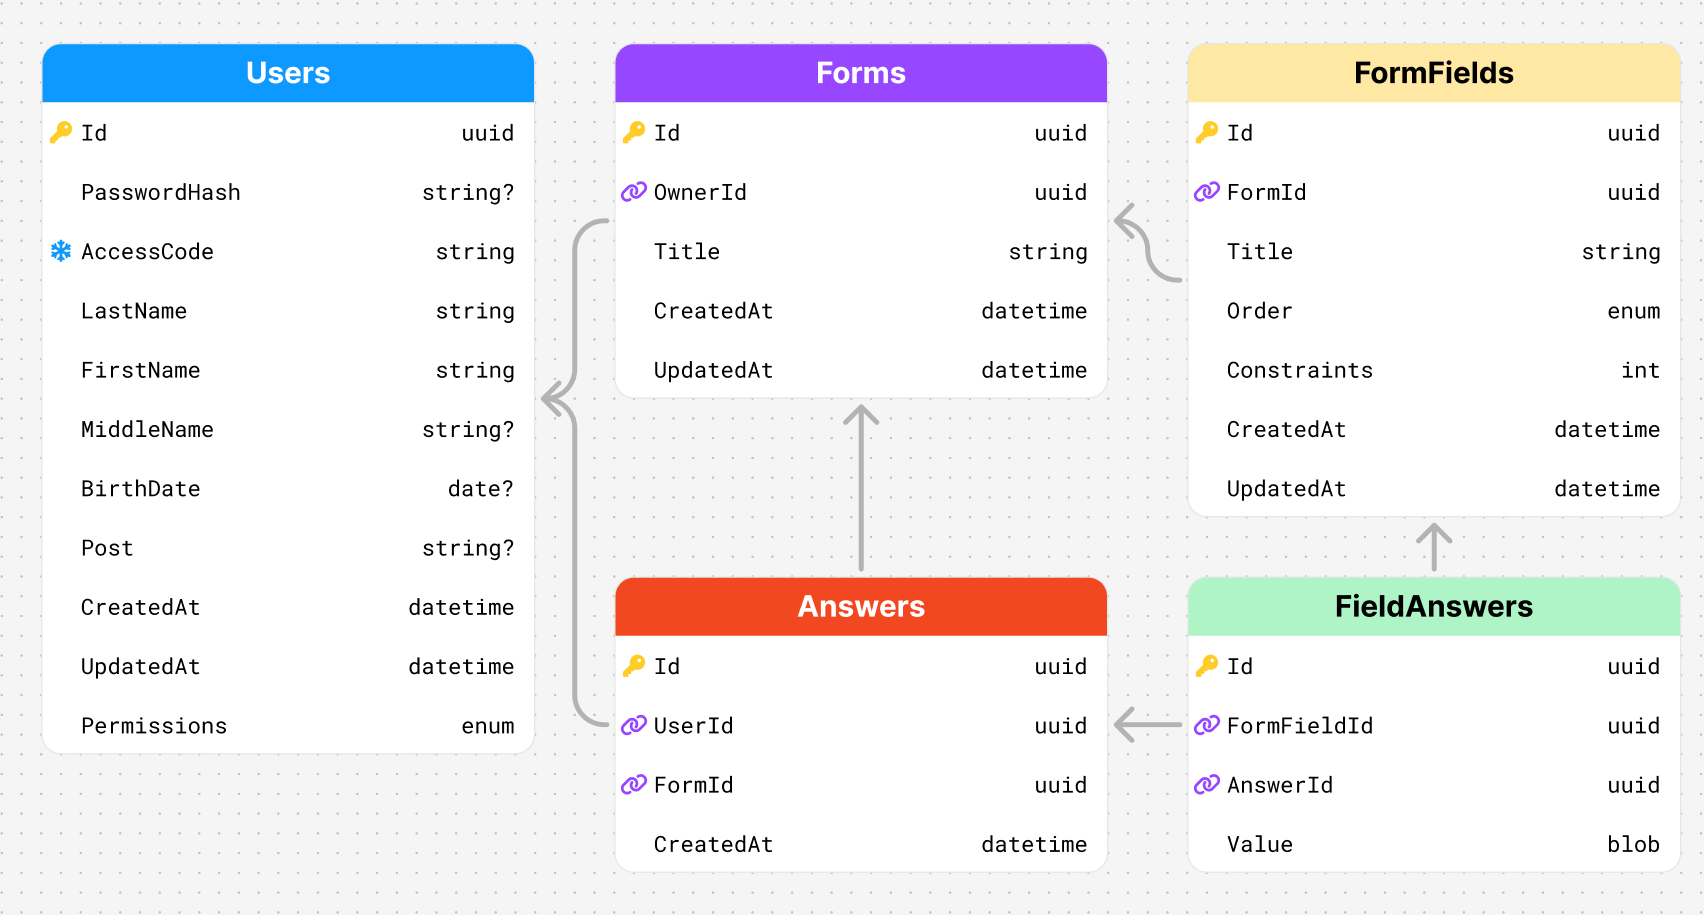 Users
Id uuid
PasswordHash string?
AccessCode string
LastName string
FirstName string
MiddleName string?
BirthDate date?
Post string?
CreatedAt datetime
UpdatedAt datetime
Permissions enum
Forms
Id uuid
OwnerId uuid
Title string
CreatedAt datetime
UpdatedAt datetime
FormFields
Id uuid
FormId uuid
Title string
Order enum
Constraints int
CreatedAt datetime
UpdatedAt datetime
Answers
Id uuid
UserId uuid
FormId uuid
CreatedAt datetime
FieldAnswers
Id uuid
FormFieldId uuid
AnswerId uuid
Value blob